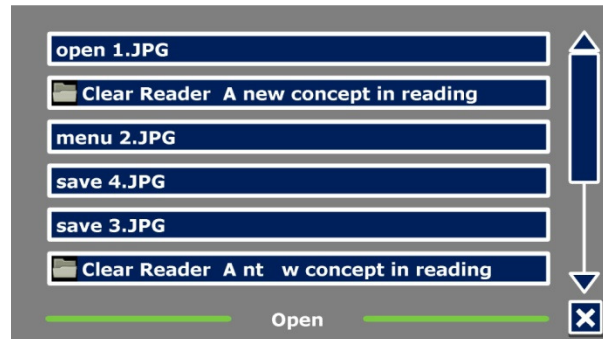 open 1.JPG
Clear Reader A new concept in reading
menu 2.JPG
save 4.JPG
save 3.JPG
Clear Reader A nt w concept in reading
Open